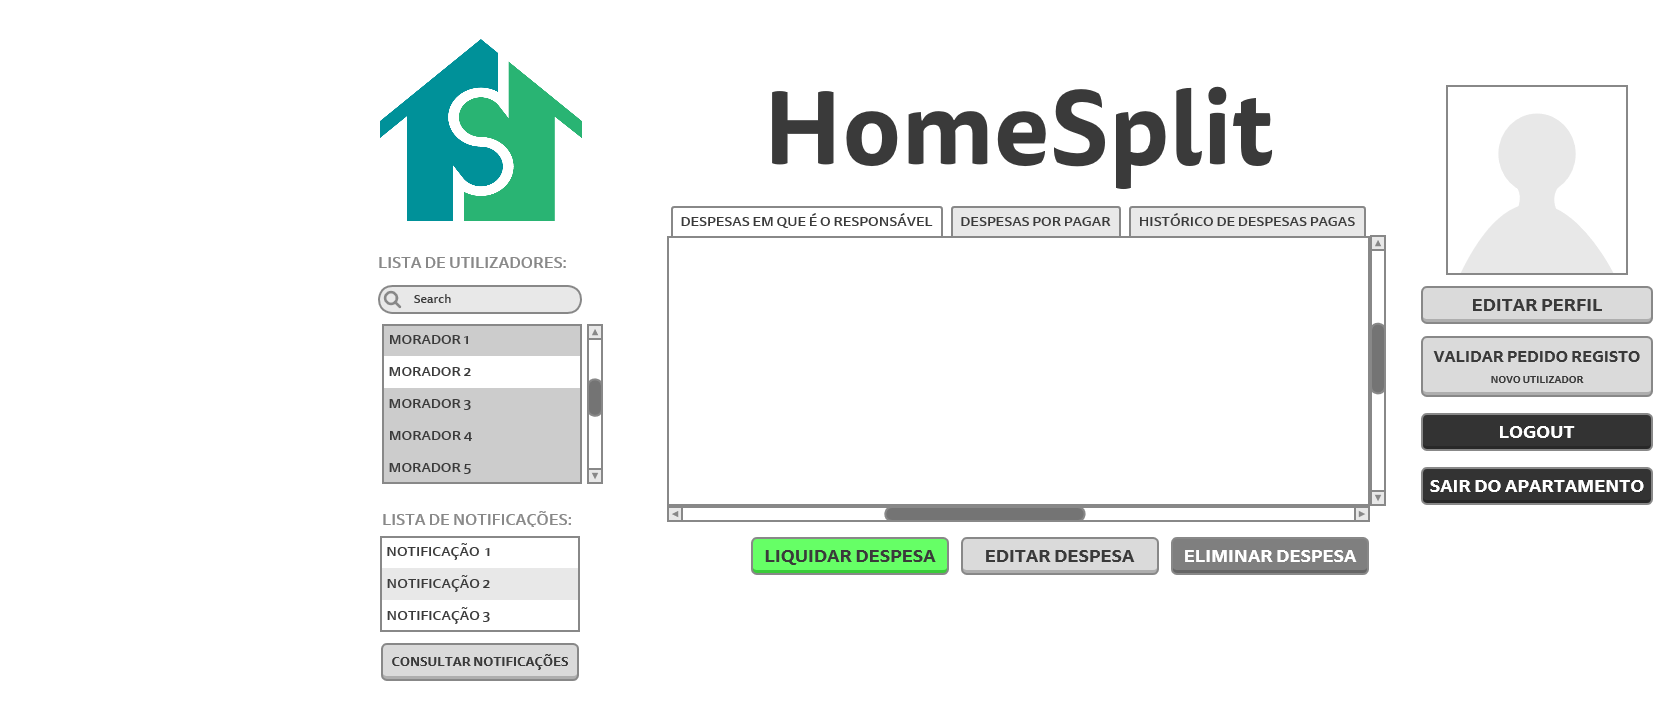 HomeSplit
LISTA DE UTILIZADORES:
Search
MORADOR 1
MORADOR 2
MORADOR 3
MORADOR 4
MORADOR 5
LISTA DE NOTIFICAÇÕES:
NOTIFICAÇÃO 1
NOTIFICAÇÃO 2
NOTIFICAÇÃO 3
CONSULTAR NOTIFICAÇÕES
DESPESAS EM QUE É O RESPONSÁVEL
DESPESAS POR PAGAR
HISTÓRICO DE DESPESAS PAGAS
LIQUIDAR DESPESA
EDITAR DESPESA
ELIMINAR DESPESA
EDITAR PERFIL
VALIDAR PEDIDO REGISTO
NOVO UTILIZADOR
LOGOUT
SAIR DO APARTAMENTO